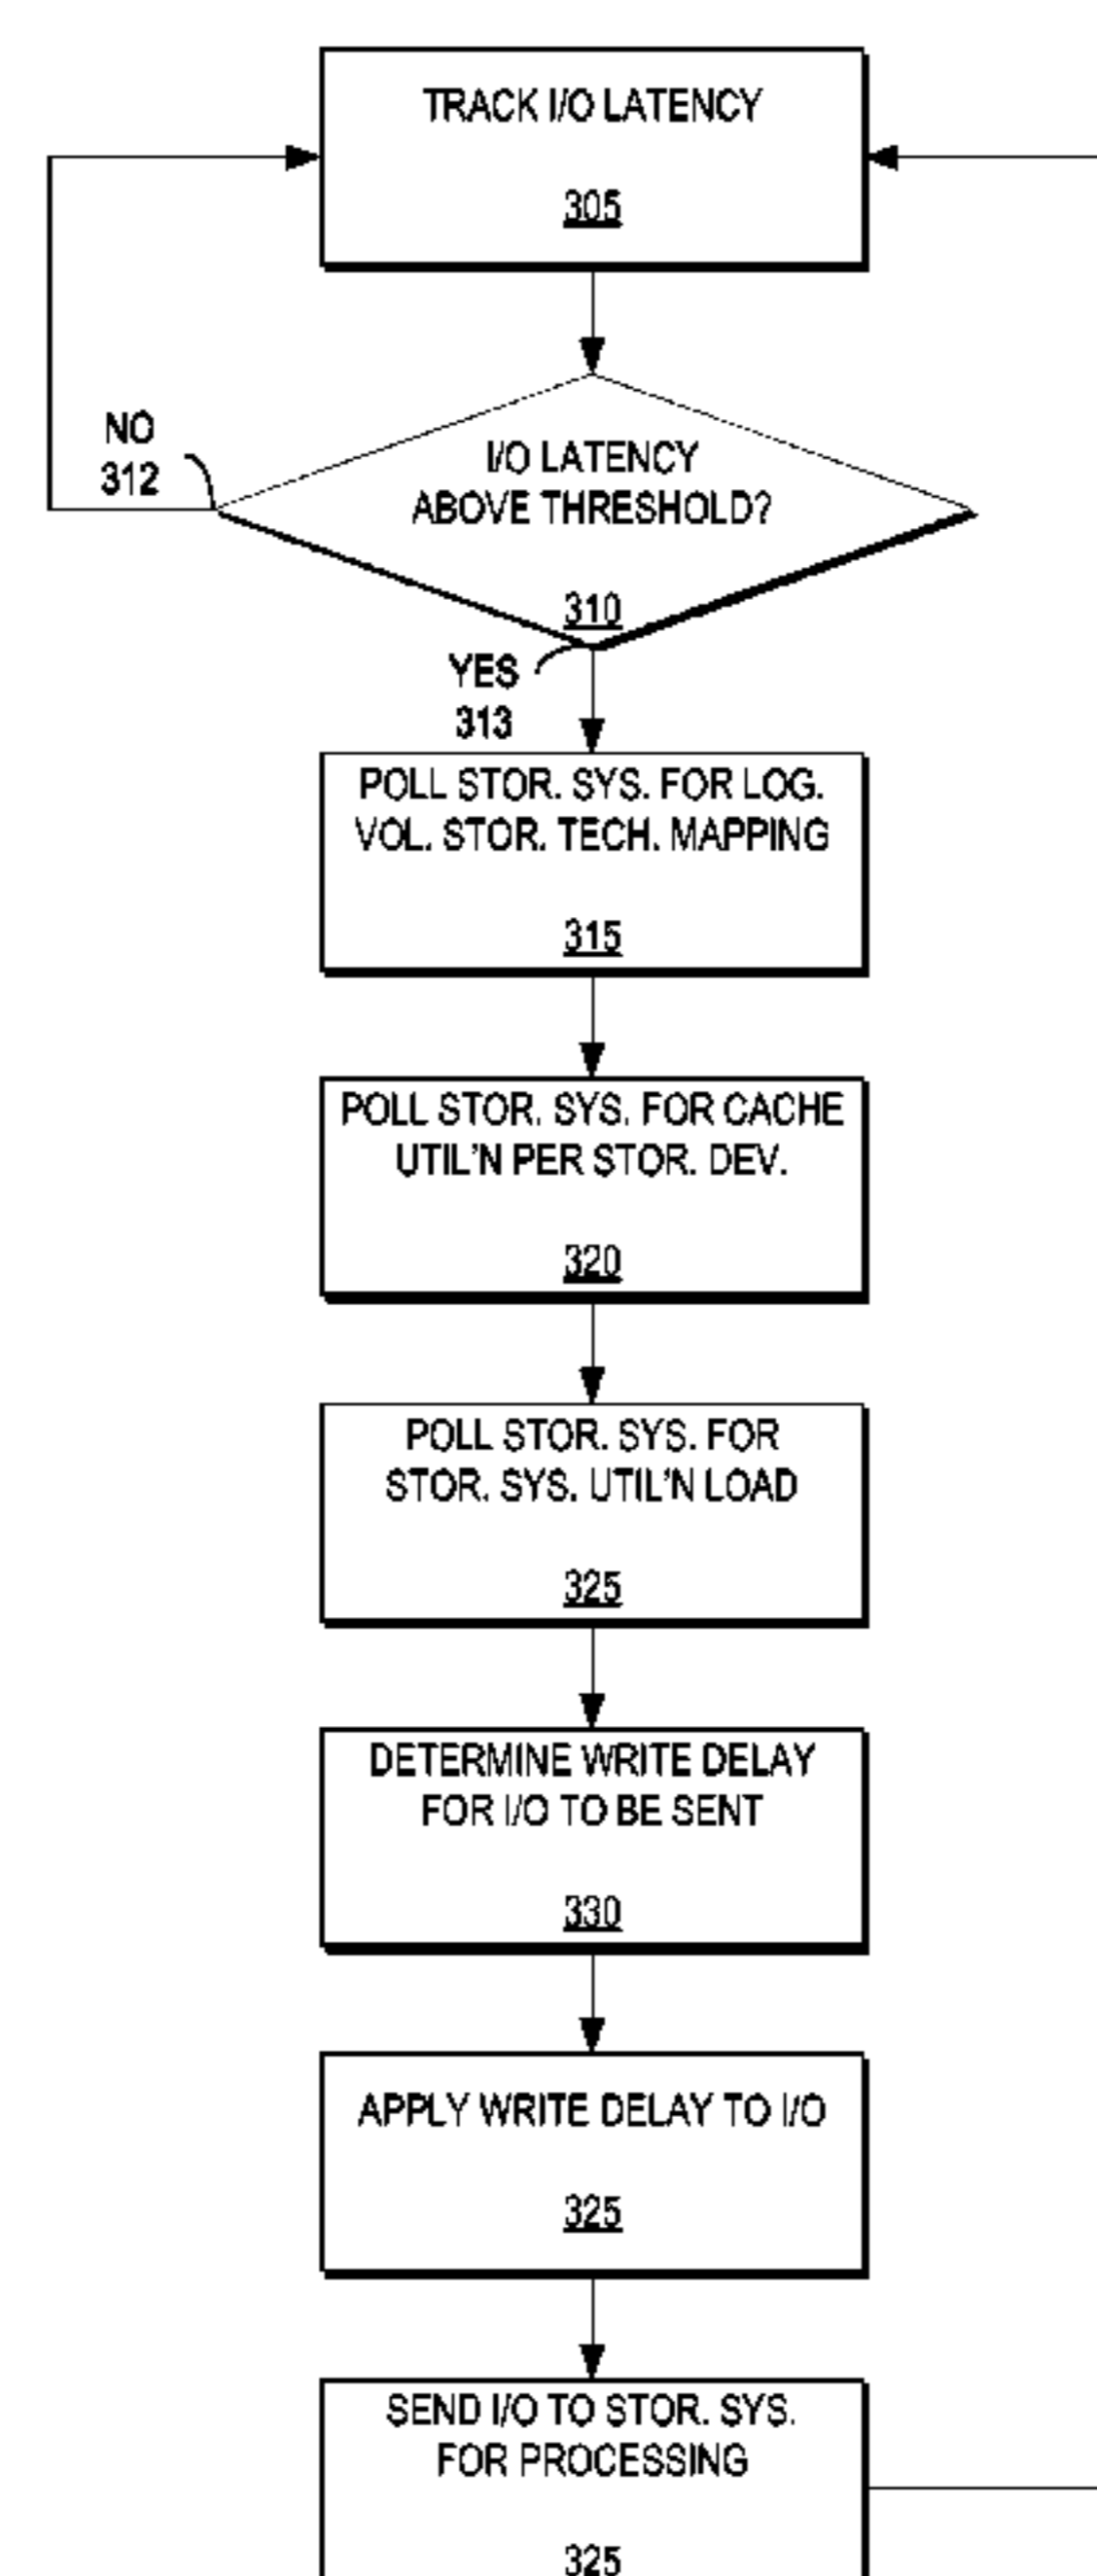 TRACK I/O LATENCY
305
NO
312
I/O LATENCY
ABOVE THRESHOLD?
310
YES
313
POLL STOR. SYS. FOR LOG.
VOL. STOR. TECH. MAPPING
315
POLL STOR. SYS. FOR CACHE
UTIL'N PER STOR. DEV.
320
POLL STOR. SYS. FOR
STOR. SYS. UTIL'N LOAD
325
DETERMINE WRITE DELAY
FOR I/O TO BE SENT
330
APPLY WRITE DELAY TO I/O
325
SEND I/O TO STOR. SYS.
FOR PROCESSING
325